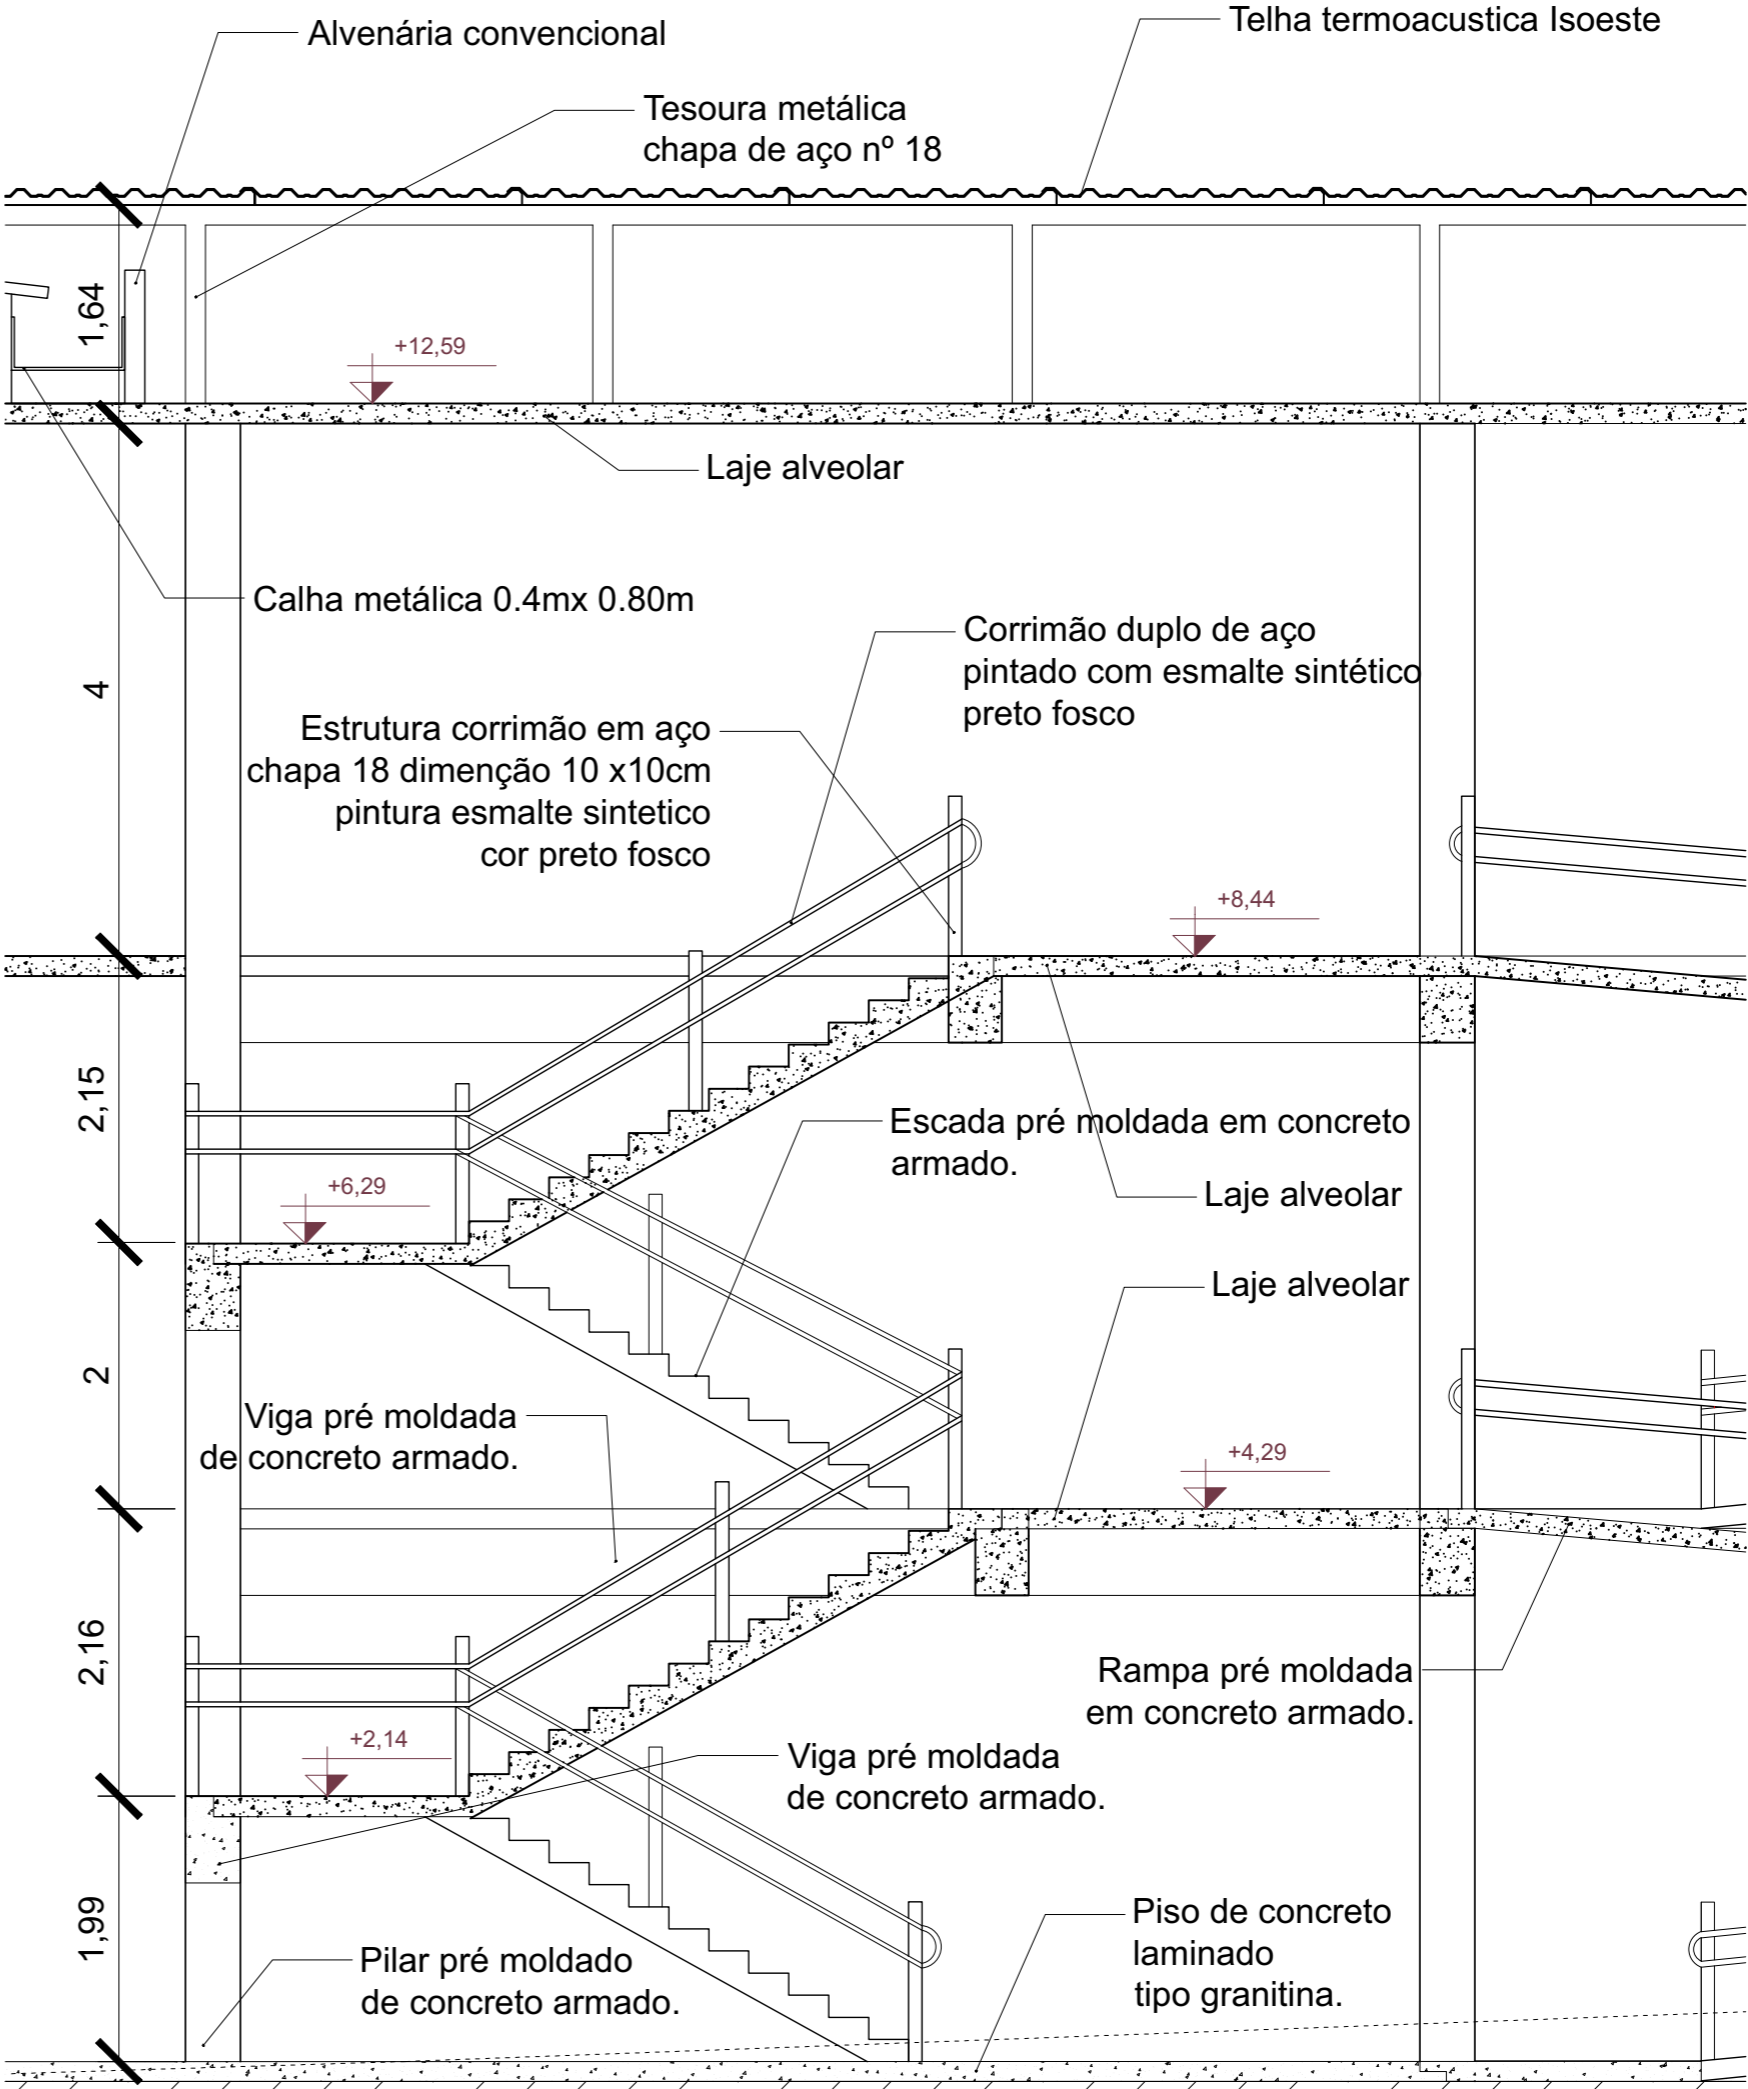 Alvenária convencional
Telha termoacustica Isoeste
Tesoura metálica
chapa de aço nº 18
1,64
+12,59
Laje alveolar
Calha metálica 0.4mx 0.80m
4
Corrimão duplo de aço
pintado com esmalte sintético
preto fosco
Estrutura corrimão em aço
chapa 18 dimenção 10 x10cm
pintura esmalte sintetico
cor preto fosco
+8,44
2,15
Escada pré moldada em concreto
armado.
+6,29
Laje alveolar
Laje alveolar
2
Viga pré moldada
de concreto armado.
+4,29
2,16
Rampa pré moldada
em concreto armado.
+2,14
Viga pré moldada
de concreto armado.
1,99
Piso de concreto
laminado
tipo granitina.
Pilar pré moldado
de concreto armado.